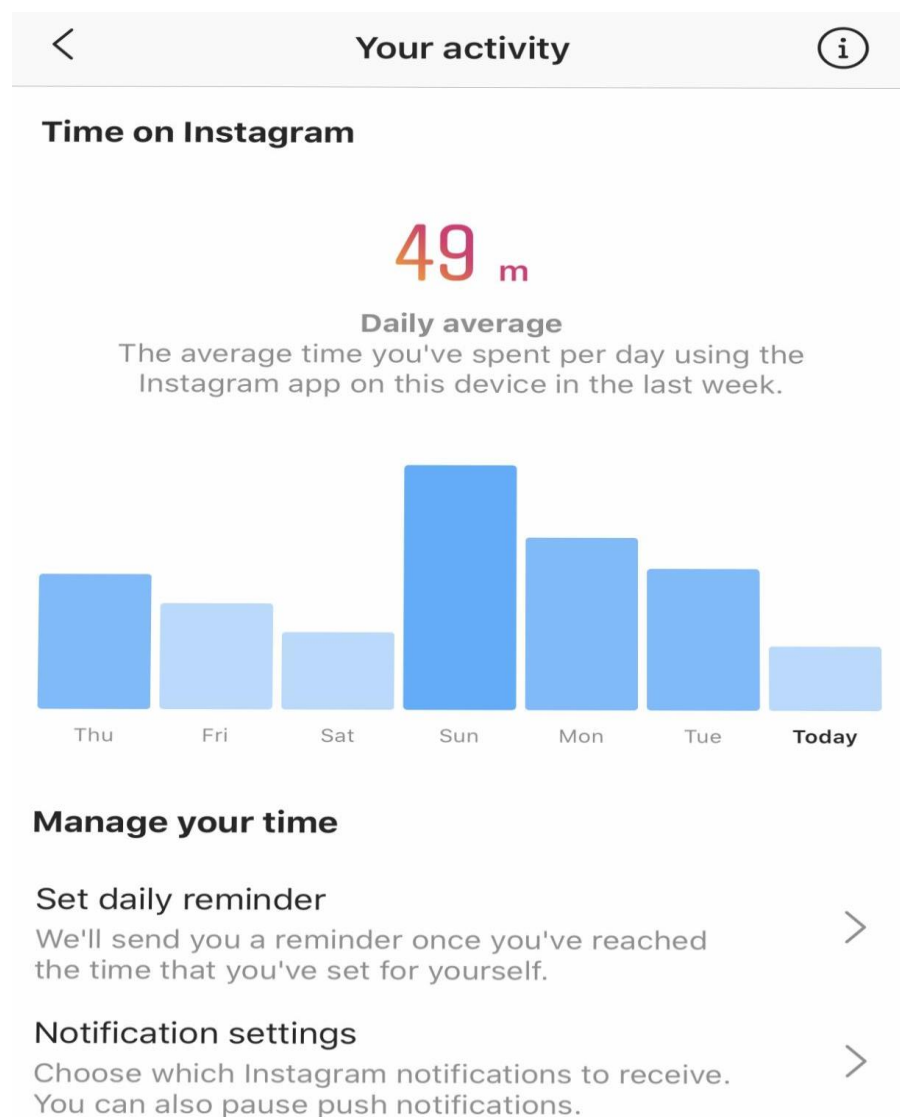 Your activity
Time on Instagram
49 m
Daily average
The average time you've spent per day using the
Instagram app on this device in the last week.
Thu Fri Sat Sun Mon Tue Today
Manage your time
Set daily reminder
We'll send you a reminder once you've reached
the time that you've set for yourself.
Notification settings
Choose which Instagram notifications to receive.
You can also pause push notifications.